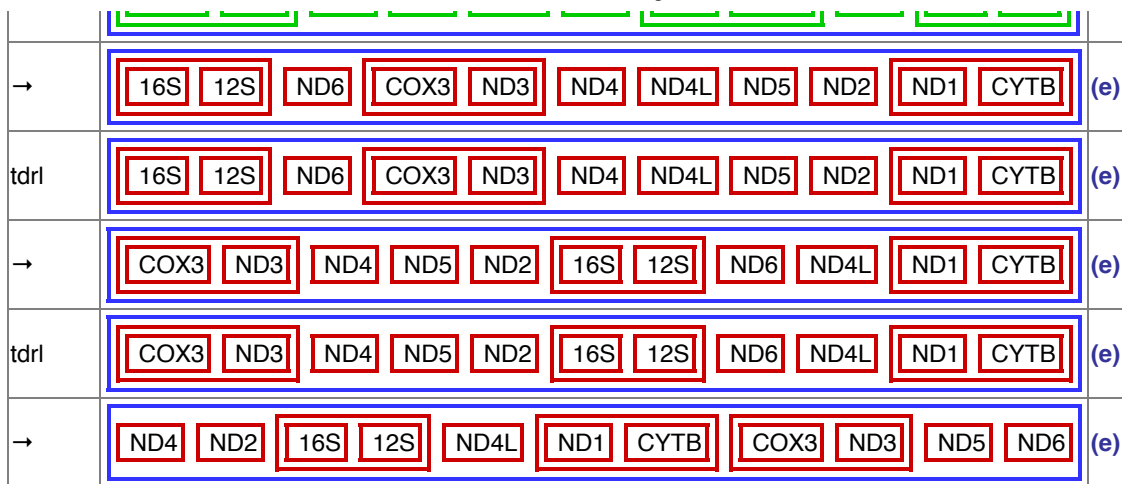 → 16S 12S ND6 COX3 ND3 ND4 ND4L ND5 ND2 ND1 CYTB (e)
tdrl 16S 12S ND6 COX3 ND3 ND4 ND4L ND5 ND2 ND1 CYTB (e)
→ COX3 ND3 ND4 ND5 ND2 16S 12S ND6 ND4L ND1 CYTB (e)
tdrl COX3 ND3 ND4 ND5 ND2 16S 12S ND6 ND4L ND1 CYTB (e)
→ ND4 ND2 16S 12S ND4L ND1 CYTB COX3 ND3 ND5 ND6 (e)